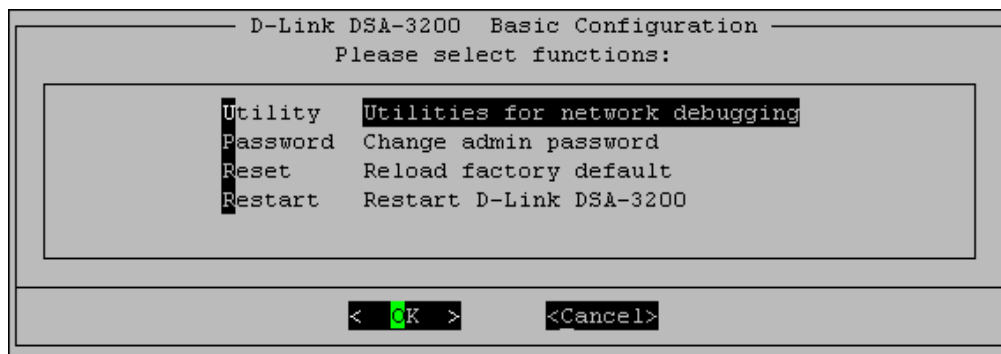 D-Link DSA-3200 Basic Configuration
Please select functions:
Utility Utilities for network debugging
Password Change admin password
Reset Reload factory default
Restart Restart D-Link DSA-3200
< OK > <Cancel>